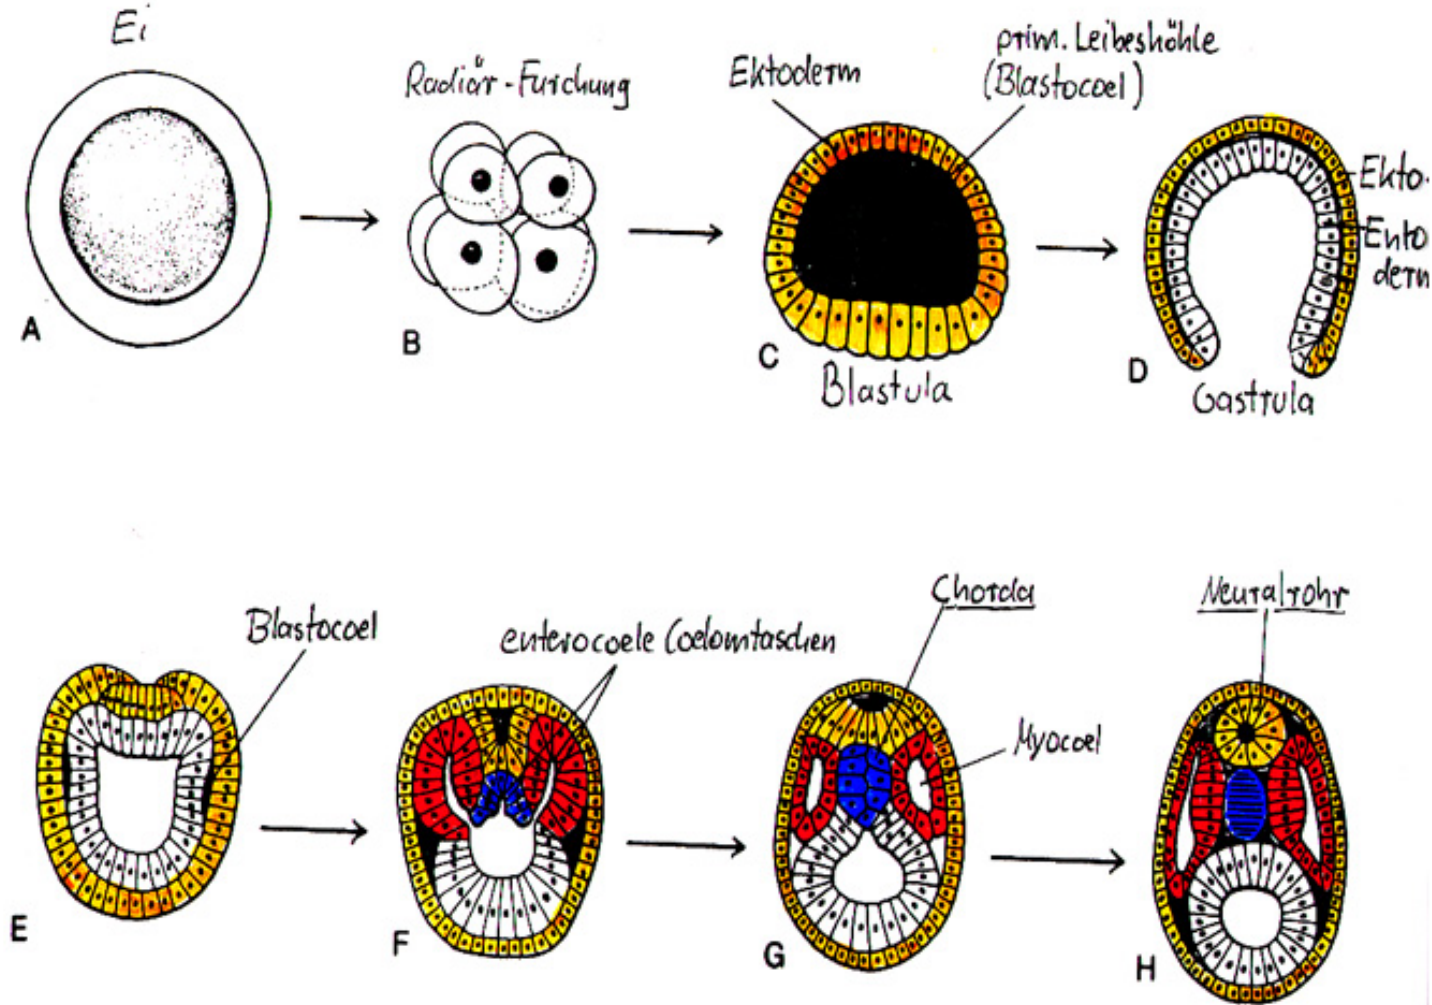 Ei
Radiär-Furchung
Ektoderm
prim. Leibeshöhle
(Blastocoel)
Ekto-
Ento
derm
A
B
C
Blastula
D
Gastrula
Blastocoel
enterocoele Coelomtaschen
Chorda
Myocoel
Neuralrohr
E
F
G
H